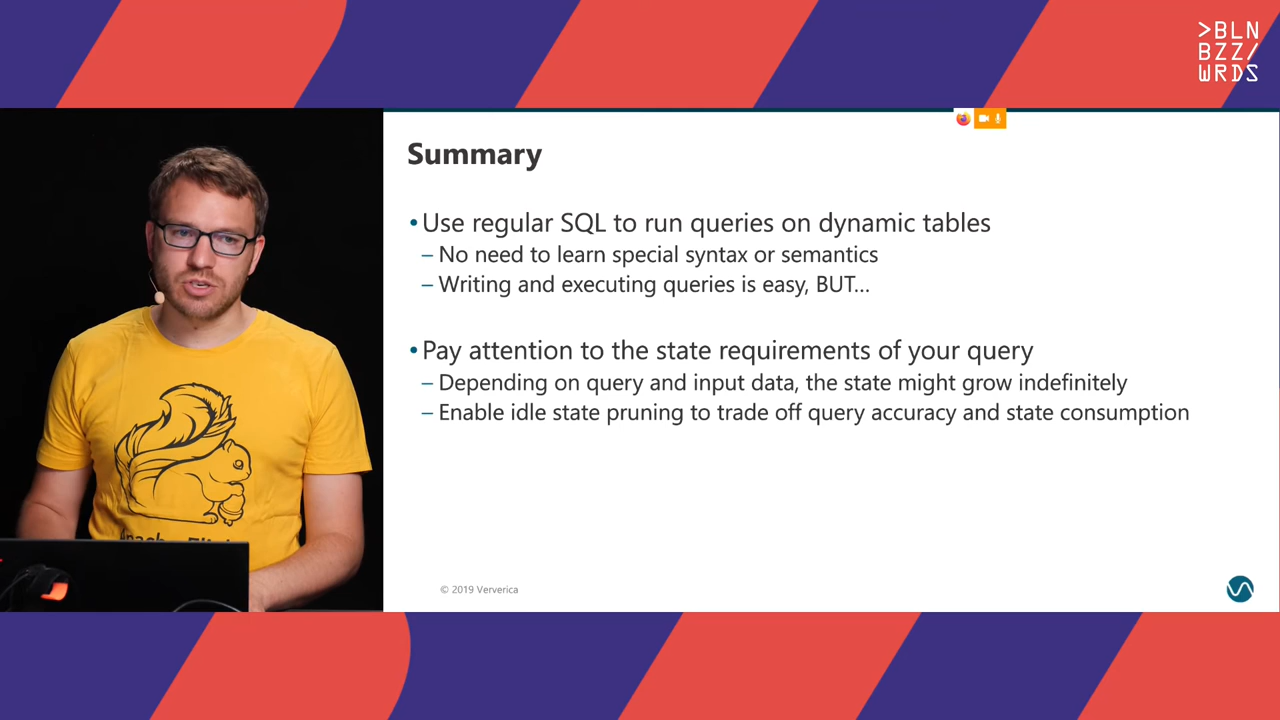 >BLN
BZZ/
WRDS
Summary
•Use regular SQL to run queries on dynamic tables
– No need to learn special syntax or semantics
– Writing and executing queries is easy, BUT...
•Pay attention to the state requirements of your query
– Depending on query and input data, the state might grow indefinitely
– Enable idle state pruning to trade off query accuracy and state consumption
© 2019 Ververica